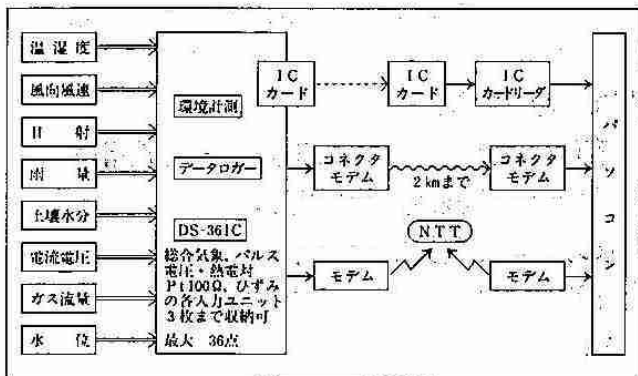 温湿度
風向風速
日 射
雨 量
土壌水分
電流電圧
ガス流量
水 位
環境計測
データロガー
DS-36IC
総合気象、パルス
電圧・熱電対
Pt100Ω、ひずみ
の各入力ユニット
3枚まで収納可
最大 36点
IC
カード
IC
カード
IC
カードリーダ
コネクタ
モデム
2kmまで
コネクタ
モデム
NTT
モデム
モデム
パソコン